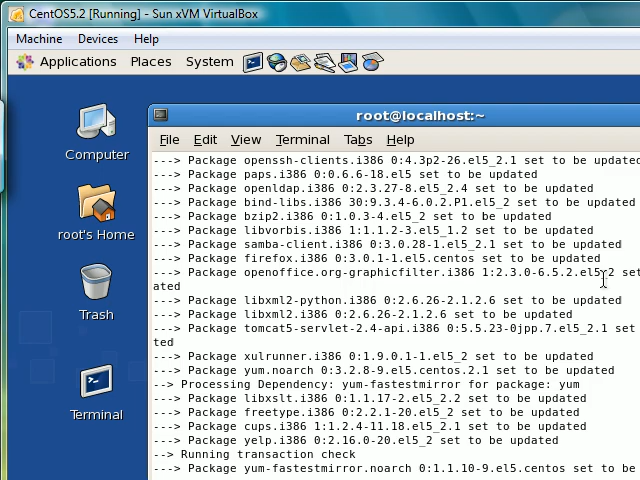 CentOS5.2 [Running] - Sun xVM VirtualBox
Machine Devices Help
Applications Places System
root@localhost:~
File Edit View Terminal Tabs Help
Computer
root's Home
Trash
Terminal
---> Package openssh-clients.i386 0:4.3p2-26.el5_2.1 set to be updated
---> Package paps.i386 0:0.6.6-18.el5 set to be updated
---> Package openldap.i386 0:2.3.27-8.el5_2.4 set to be updated
---> Package bind-libs.i386 30:9.3.4-6.0.2.P1.el5_2 set to be updated
---> Package bzip2.i386 0:1.0.3-4.el5_2 set to be updated
---> Package libvorbis.i386 1:1.1.2-3.el5_1.2 set to be updated
---> Package samba-client.i386 0:3.0.28-1.el5_2.1 set to be updated
---> Package firefox.i386 0:3.0.1-1.el5.centos set to be updated
---> Package openoffice.org-graphicfilter.i386 1:2.3.0-6.5.2.el5_2 set
ated
---> Package libxml2-python.i386 0:2.6.26-2.1.2.6 set to be updated
---> Package libxml2.i386 0:2.6.26-2.1.2.6 set to be updated
---> Package tomcat5-servlet-2.4-api.i386 0:5.5.23-0jpp.7.el5_2.1 set
ted
---> Package xulrunner.i386 0:1.9.0.1-1.el5_2 set to be updated
---> Package yum.noarch 0:3.2.8-9.el5.centos.2.1 set to be updated
--> Processing Dependency: yum-fastestmirror for package: yum
---> Package libxslt.i386 0:1.1.17-2.el5_2.2 set to be updated
---> Package freetype.i386 0:2.2.1-20.el5_2 set to be updated
---> Package cups.i386 1:1.2.4-11.18.el5_2.1 set to be updated
---> Package yelp.i386 0:2.16.0-20.el5_2 set to be updated
--> Running transaction check
---> Package yum-fastestmirror.noarch 0:1.1.10-9.el5.centos set to be